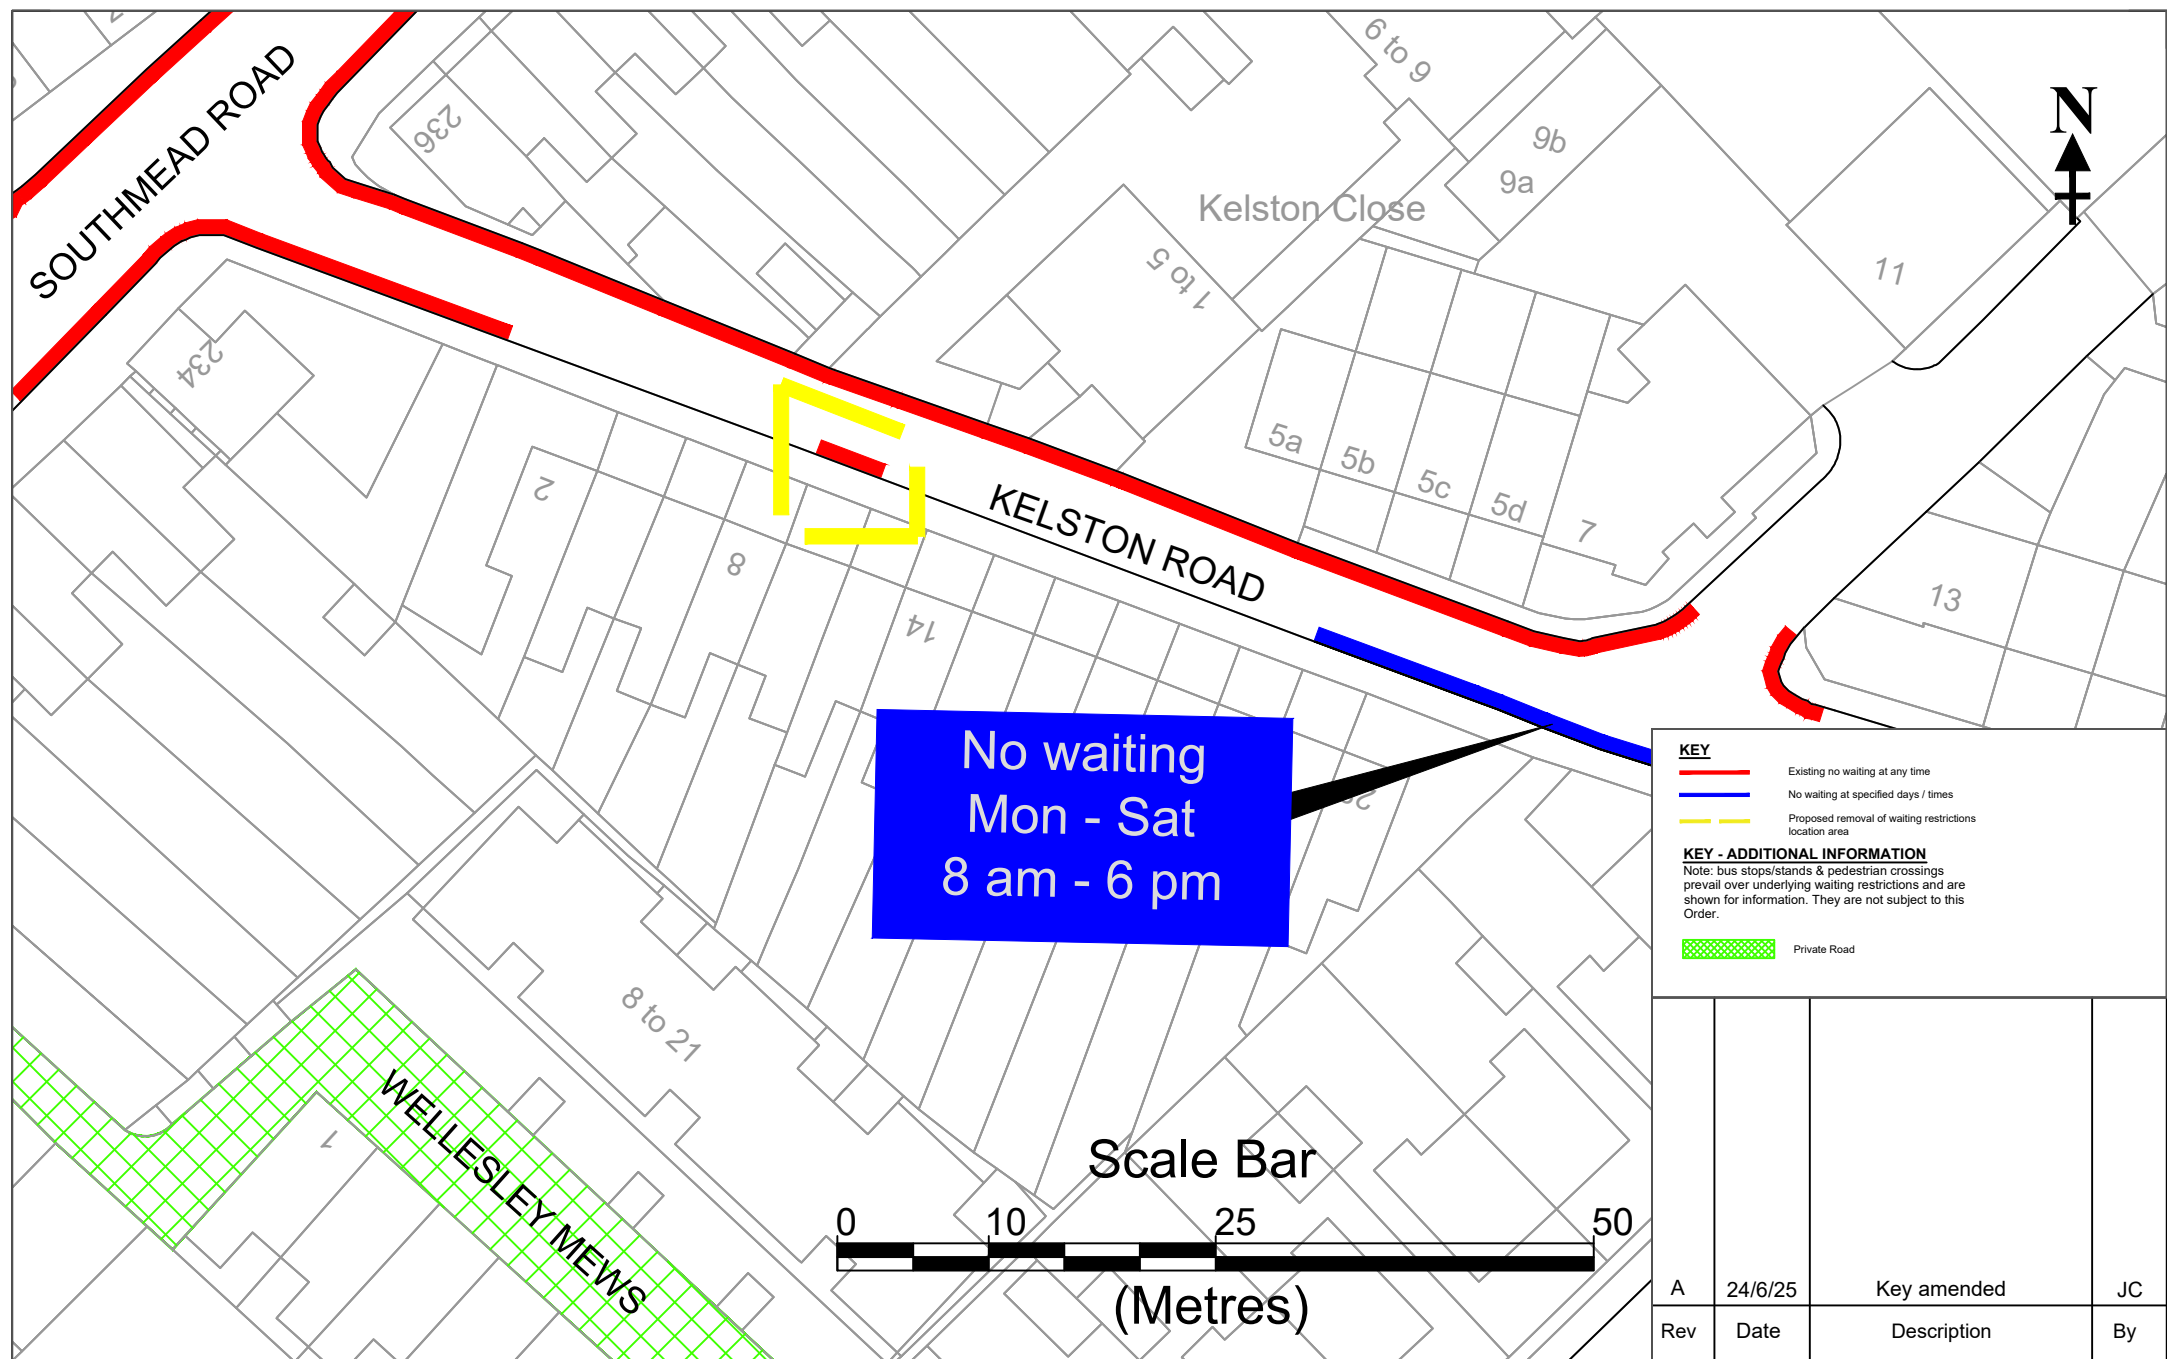 SOUTHMEAD ROAD
236
6 to 9
9b
9a
Kelston Close
1 to 5
11
N
234
2
8
14
KELSTON ROAD
5a
5b
5c
5d
7
13
No waiting
Mon - Sat
8 am - 6 pm
KEY
Existing no waiting at any time
No waiting at specified days / times
Proposed removal of waiting restrictions
location area
KEY - ADDITIONAL INFORMATION
Note: bus stops/stands & pedestrian crossings
prevail over underlying waiting restrictions and are
shown for information. They are not subject to this
Order.
Private Road
8 to 21
1
WELLESLEY MEWS
Scale Bar
0 10 25 50
(Metres)
A 24/6/25 Key amended JC
Rev Date Description By